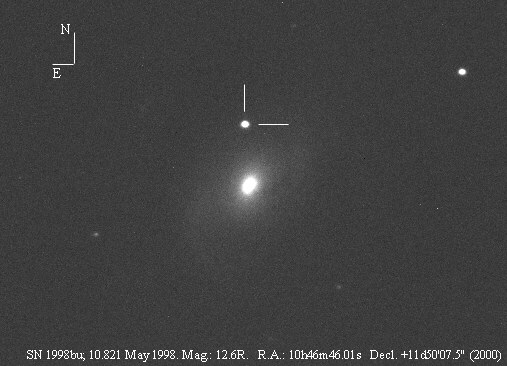 N
E
SN 1998bu, 10.821 May 1998. Mag.: 12.6R. R.A.: 10h46m46.01s Decl. +11d50'07.5" (2000)